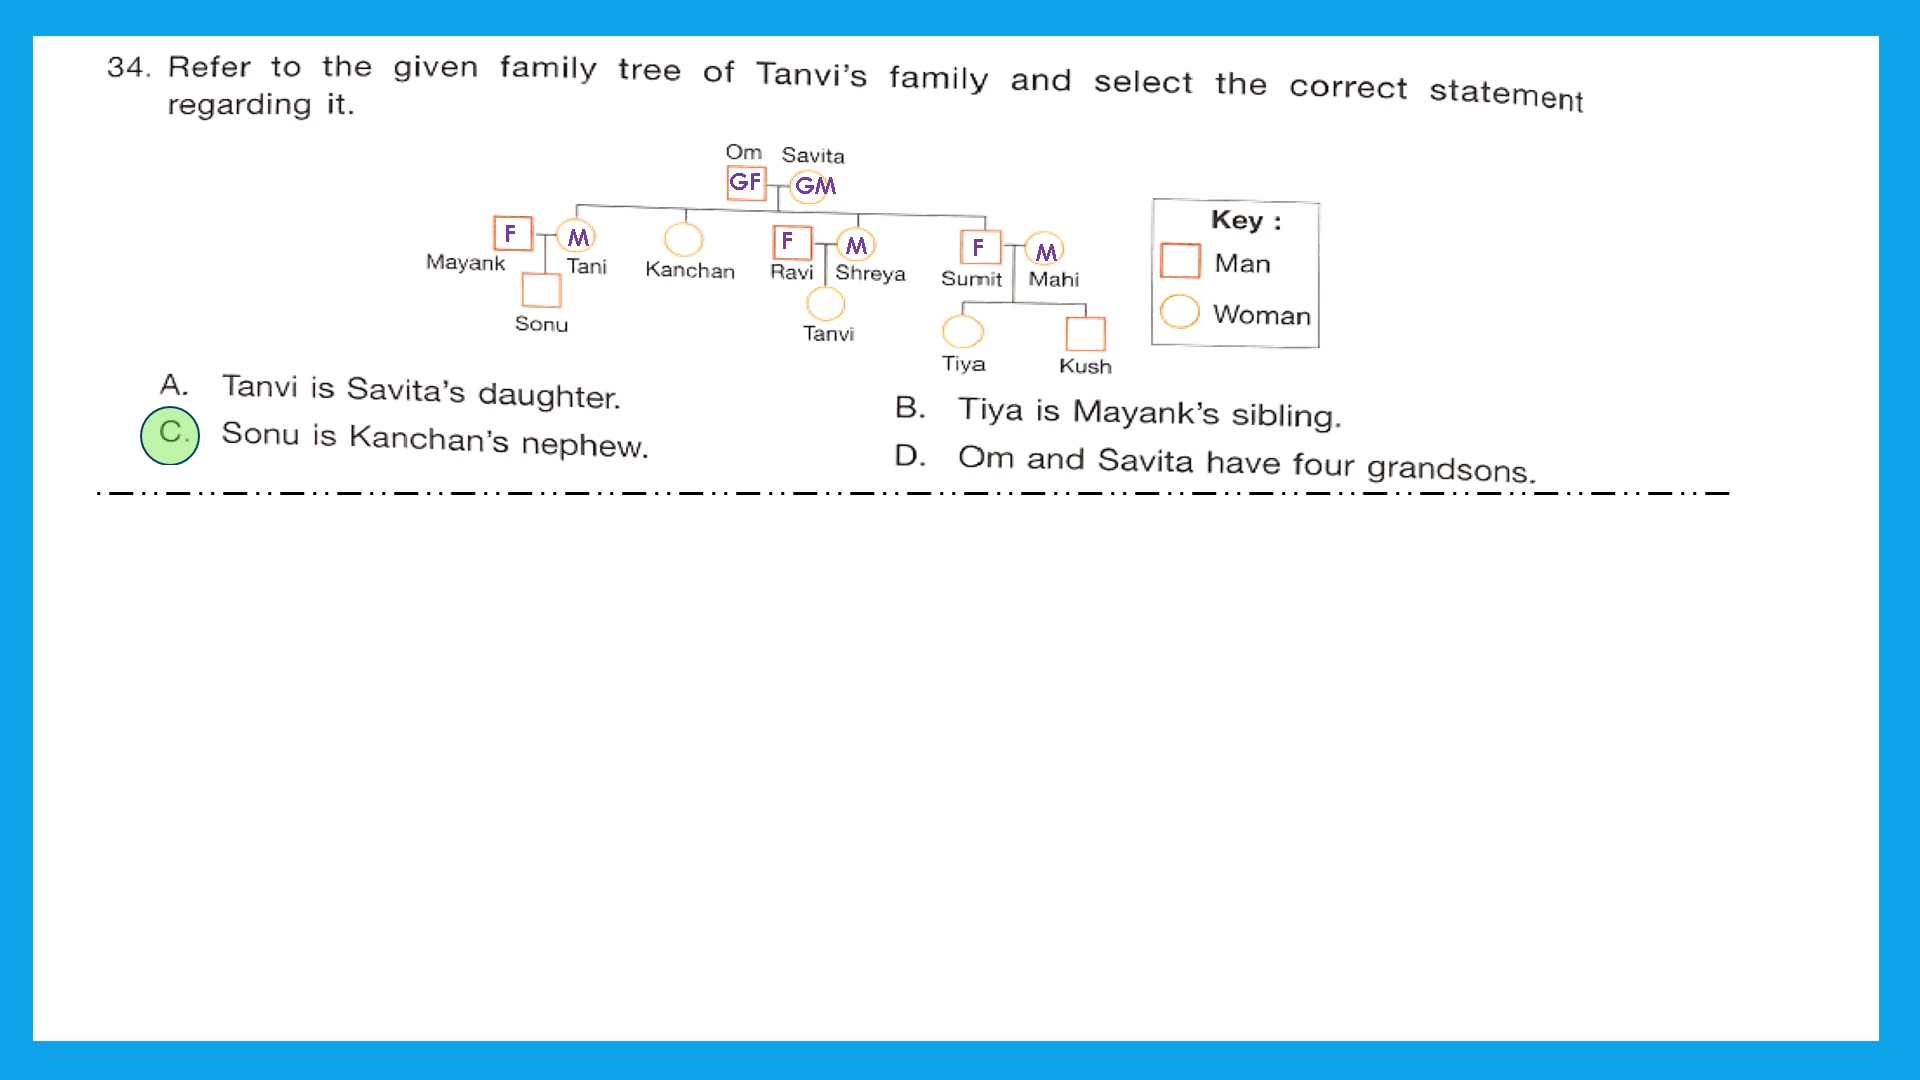 34. Refer to the given family tree of Tanvi's family and select the correct statement
regarding it.
Om Savita
GF GM
F M F M F M
Mayank Tani Kanchan Ravi Shreya Sumit Mahi
Sonu Tanvi
Tiya Kush
Key :
Man
Woman
A. Tanvi is Savita's daughter.
B. Tiya is Mayank's sibling.
C. Sonu is Kanchan's nephew.
D. Om and Savita have four grandsons.